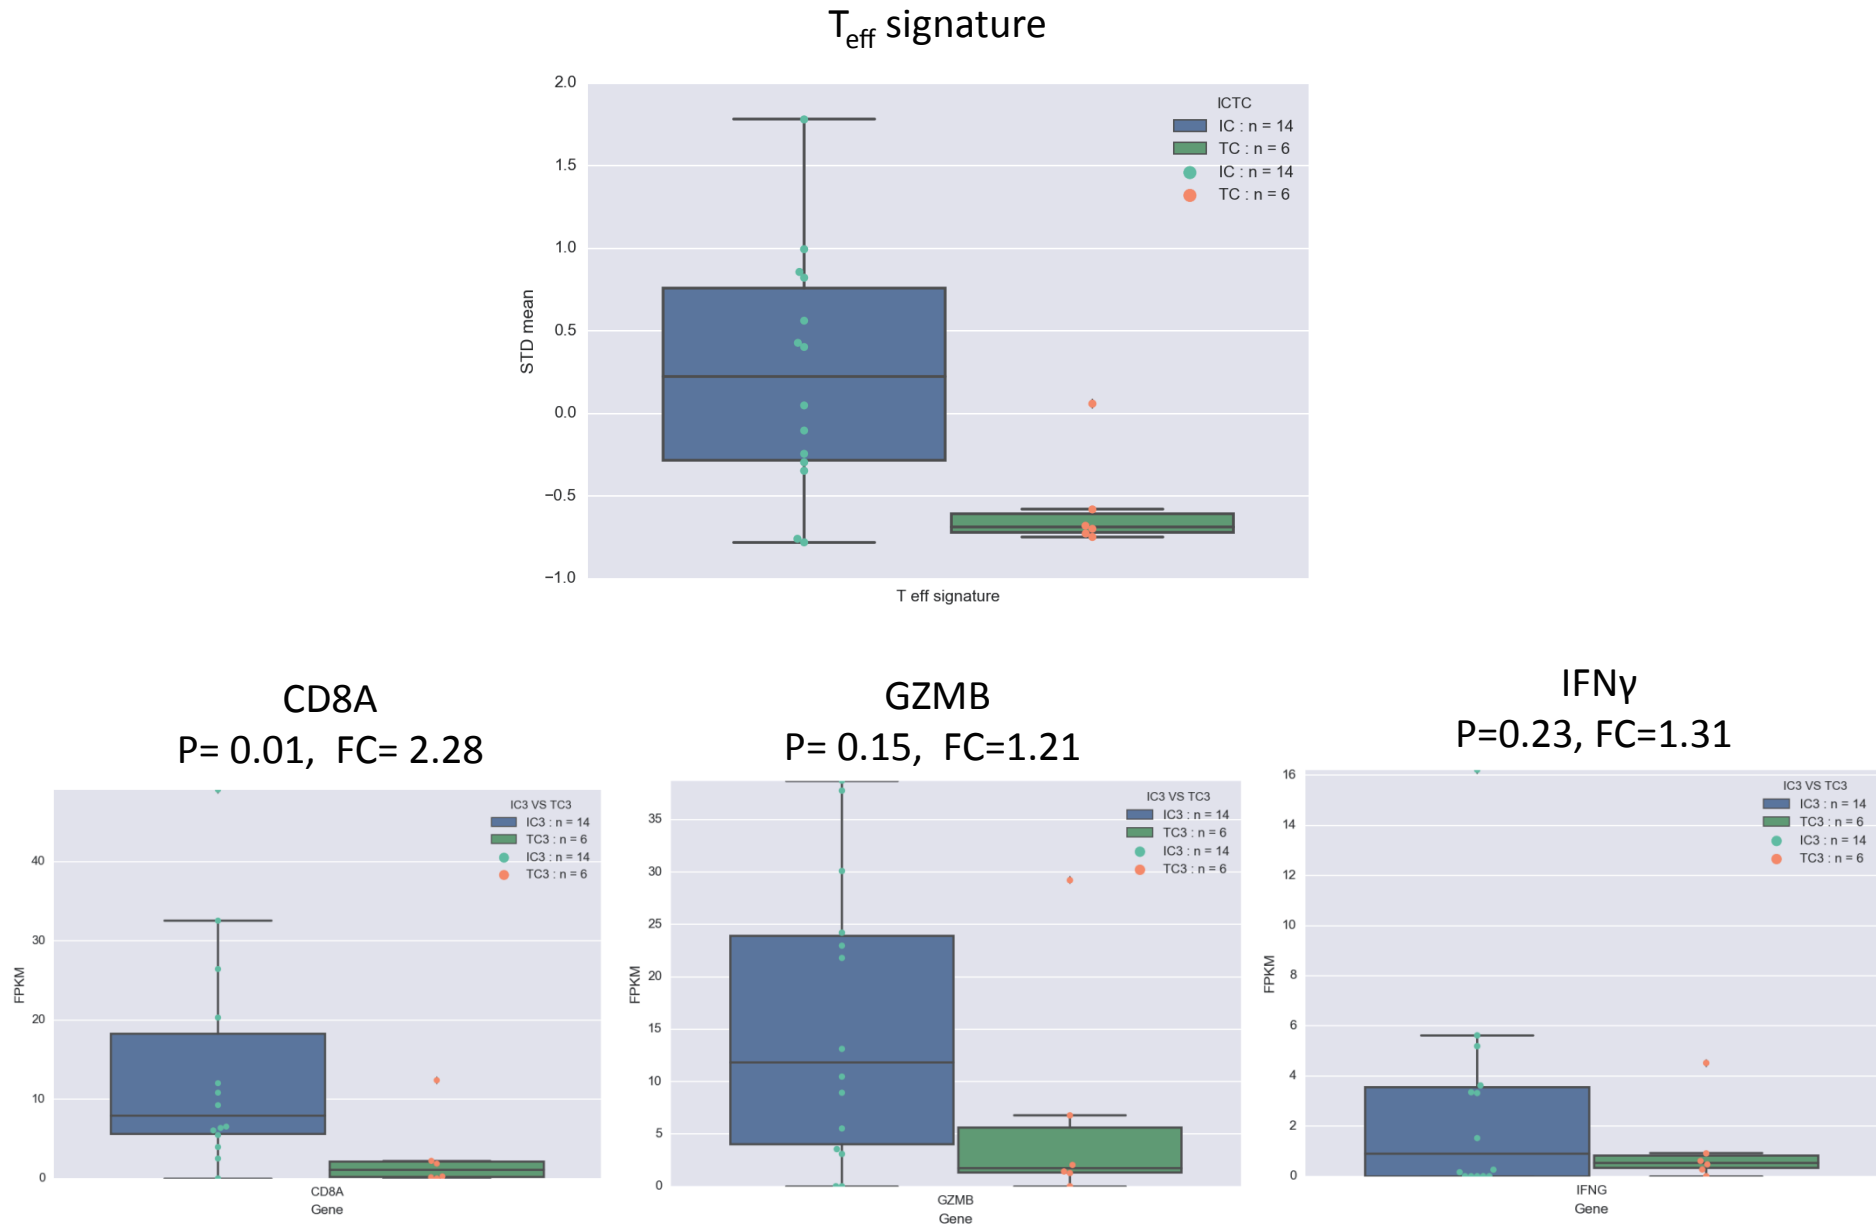 Teff signature
2.0
1.5
1.0
0.5
0.0
−0.5
−1.0
STD mean
ICTC
IC : n = 14
TC : n = 6
IC : n = 14
TC : n = 6
T eff signature
CD8A
P= 0.01, FC= 2.28
40
30
20
10
0
FPKM
IC3 VS TC3
IC3 : n = 14
TC3 : n = 6
IC3 : n = 14
TC3 : n = 6
CD8A
Gene
GZMB
P= 0.15, FC=1.21
35
30
25
20
15
10
5
0
FPKM
IC3 VS TC3
IC3 : n = 14
TC3 : n = 6
IC3 : n = 14
TC3 : n = 6
GZMB
Gene
IFNγ
P=0.23, FC=1.31
16
14
12
10
8
6
4
2
0
FPKM
IC3 VS TC3
IC3 : n = 14
TC3 : n = 6
IC3 : n = 14
TC3 : n = 6
IFNG
Gene